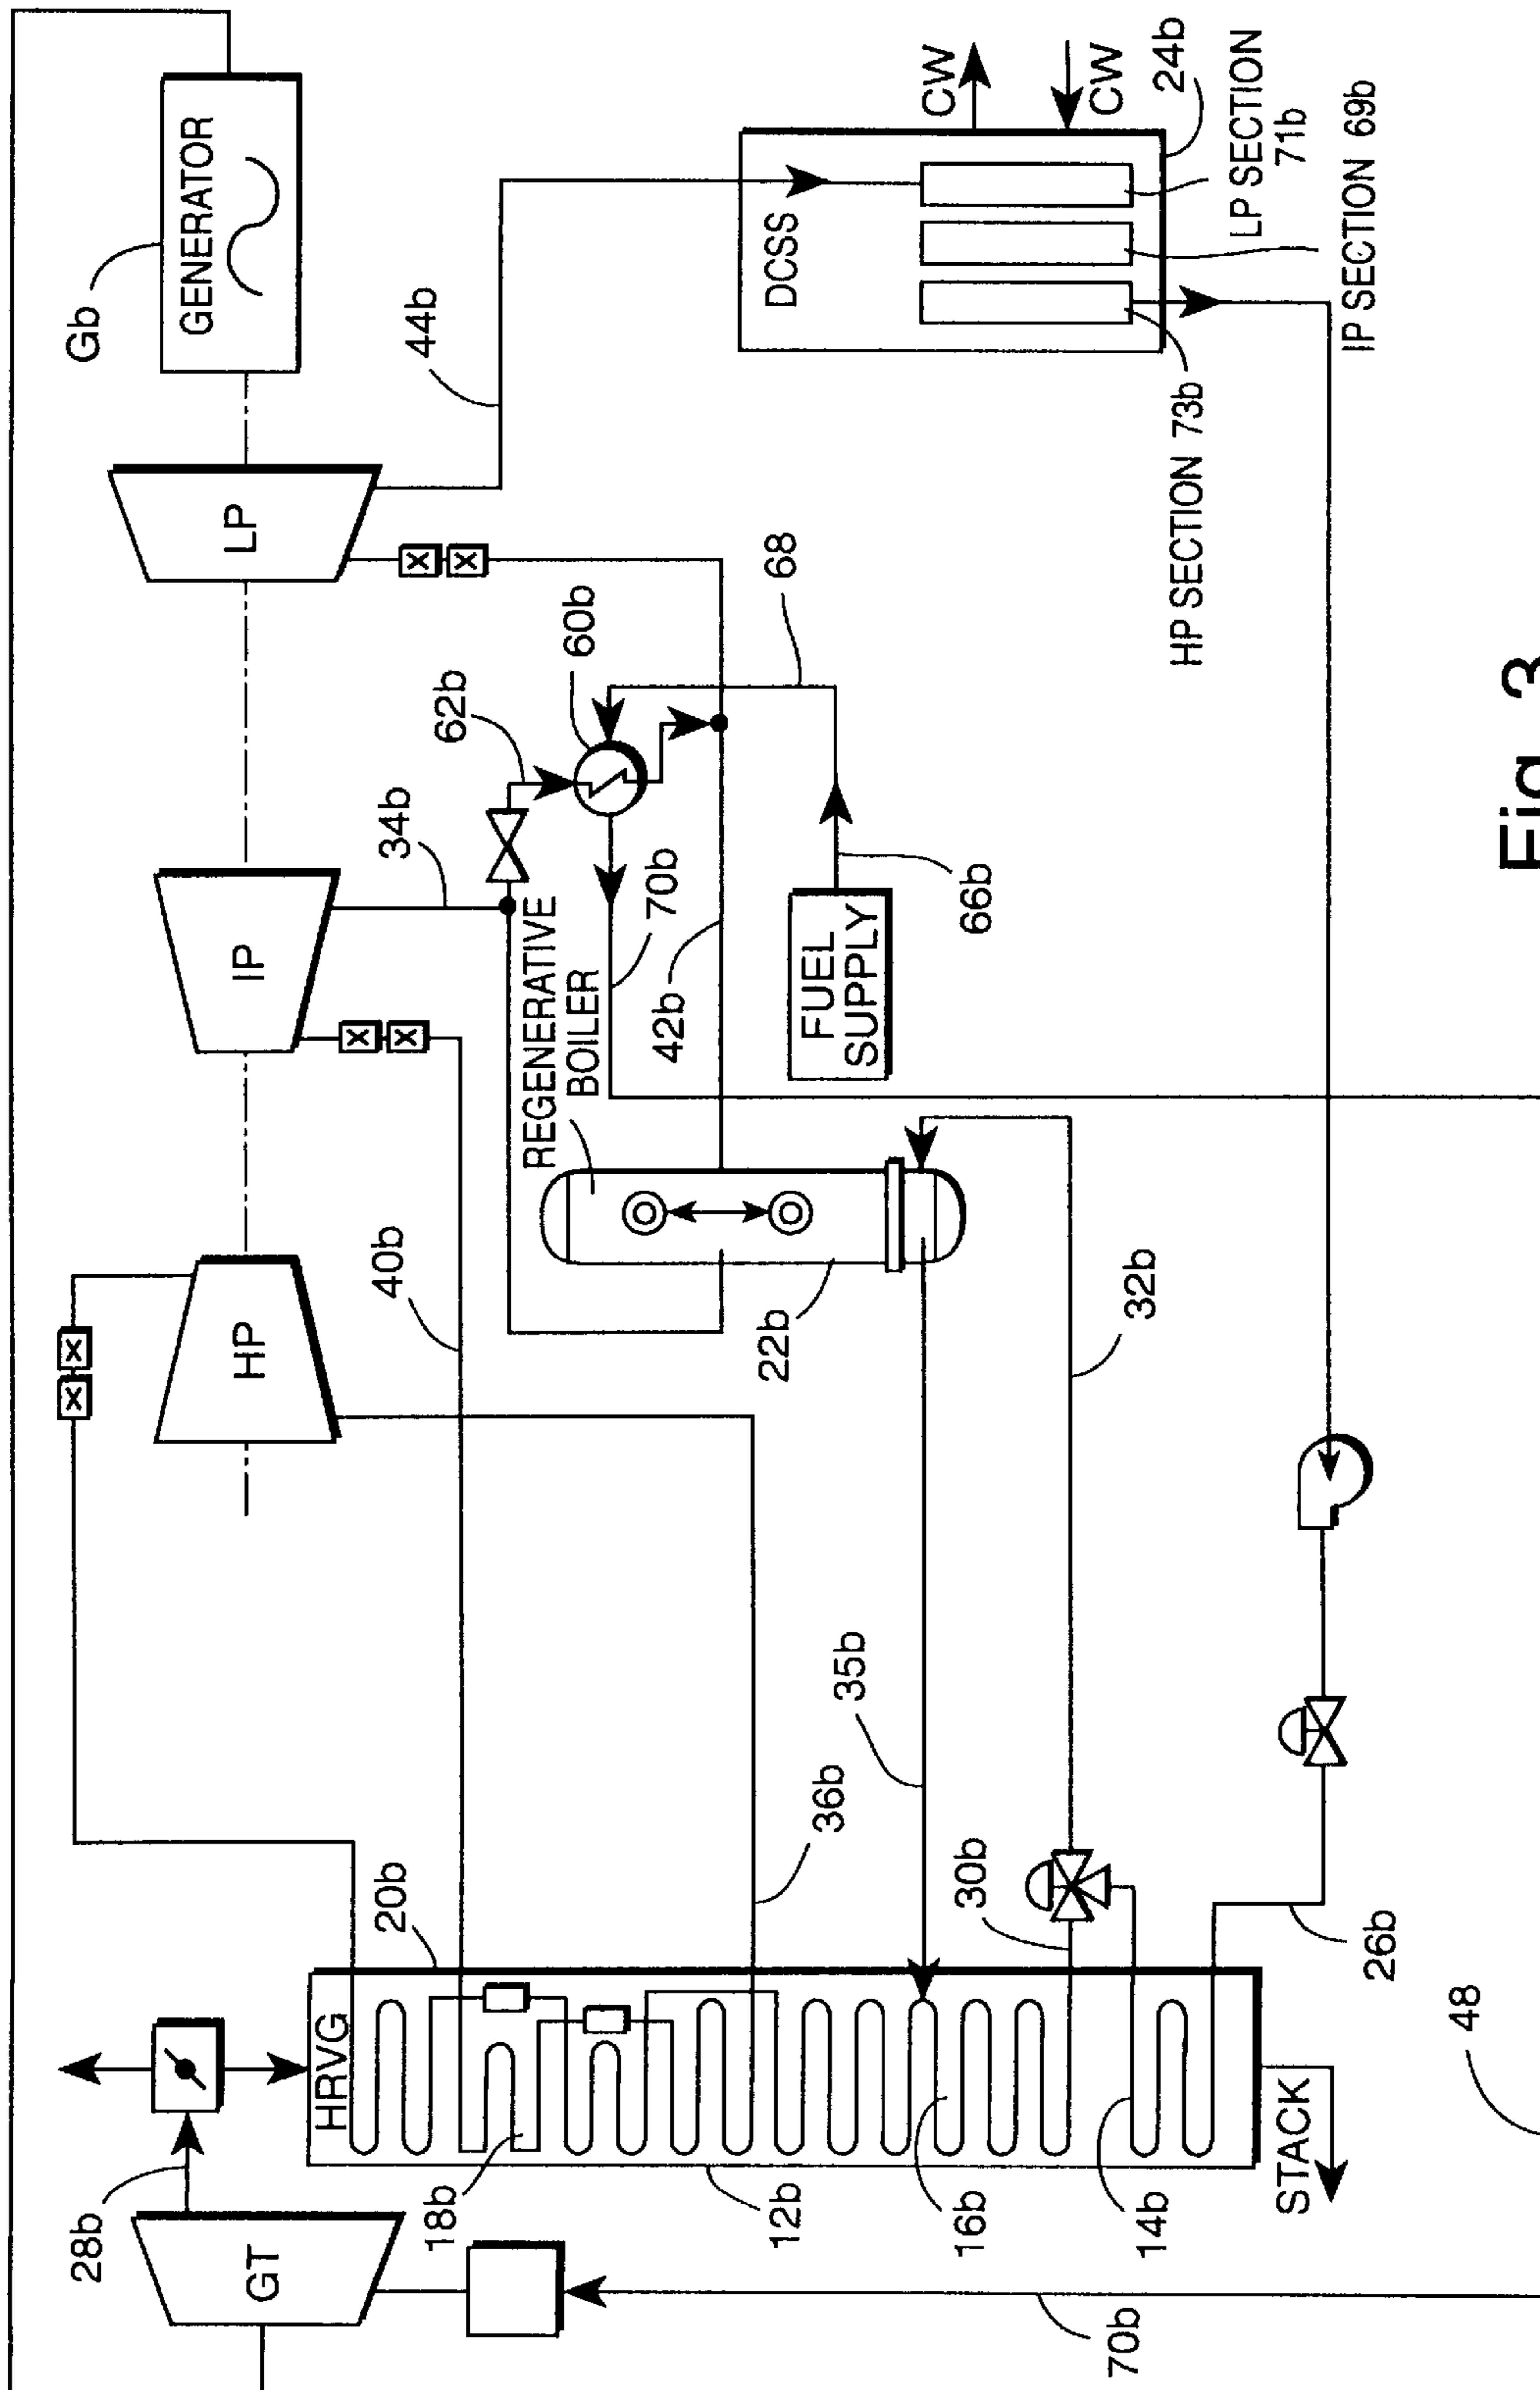 Gb
GENERATOR
LP
IP
HP
44b
DCSS
CW
CW
24b
LP SECTION
71b
IP SECTION 69b
HP SECTION 73b
68
60b
62b
34b
REGENERATIVE
BOILER
70b
42b
FUEL
SUPPLY
66b
40b
22b
32b
X
X
X
X
X
X
35b
36b
30b
26b
20b
HRVG
28b
GT
18b
12b
16b
14b
STACK
70b
48
Fig. 3